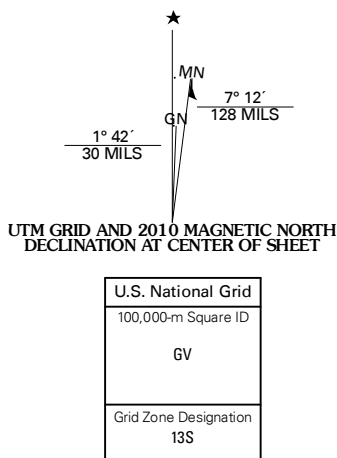 ★
MN
GN
7° 12´
128 MILS
1° 42´
30 MILS
UTM GRID AND 2010 MAGNETIC NORTH
DECLINATION AT CENTER OF SHEET
U.S. National Grid
100,000-m Square ID
GV
Grid Zone Designation
13S